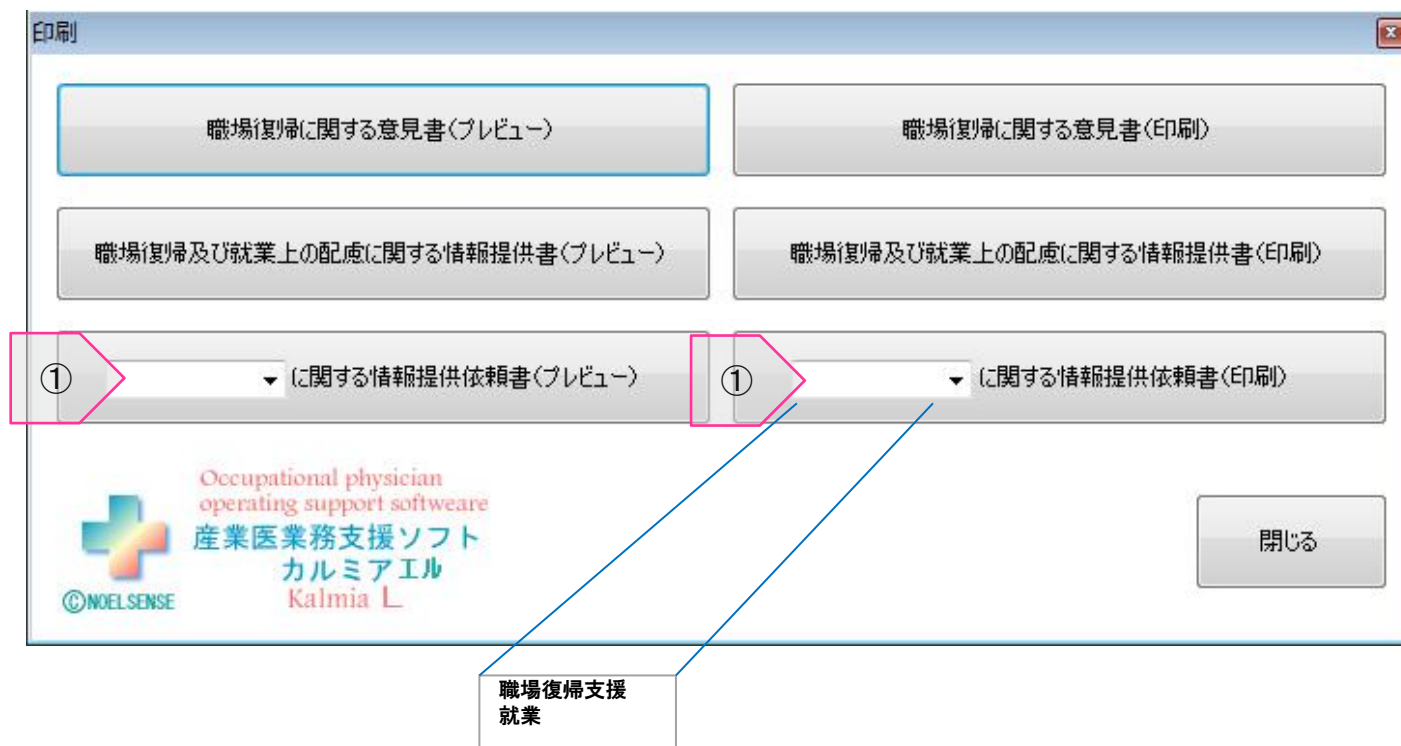 印刷
職場復帰に関する意見書(プレビュー)
職場復帰に関する意見書(印刷)
職場復帰及び就業上の配慮に関する情報提供書(プレビュー)
職場復帰及び就業上の配慮に関する情報提供書(印刷)
① に関する情報提供依頼書(プレビュー)
① に関する情報提供依頼書(印刷)
Occupational physician
operating support softweare
産業医業務支援ソフト
カルミアエル
Kalmia L
©NOELSENSE
閉じる
職場復帰支援
就業